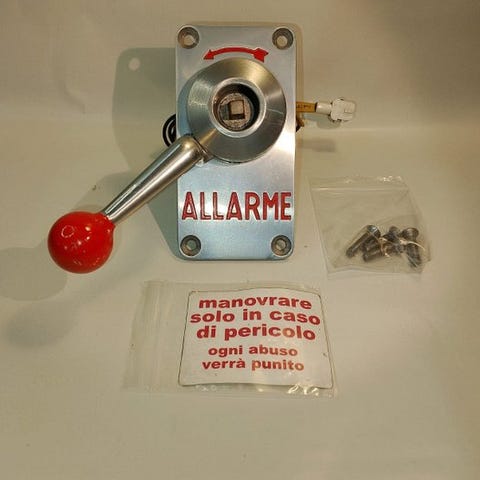 ALLARME
manovrare
solo in caso
di pericolo
ogni abuso
verrà punito